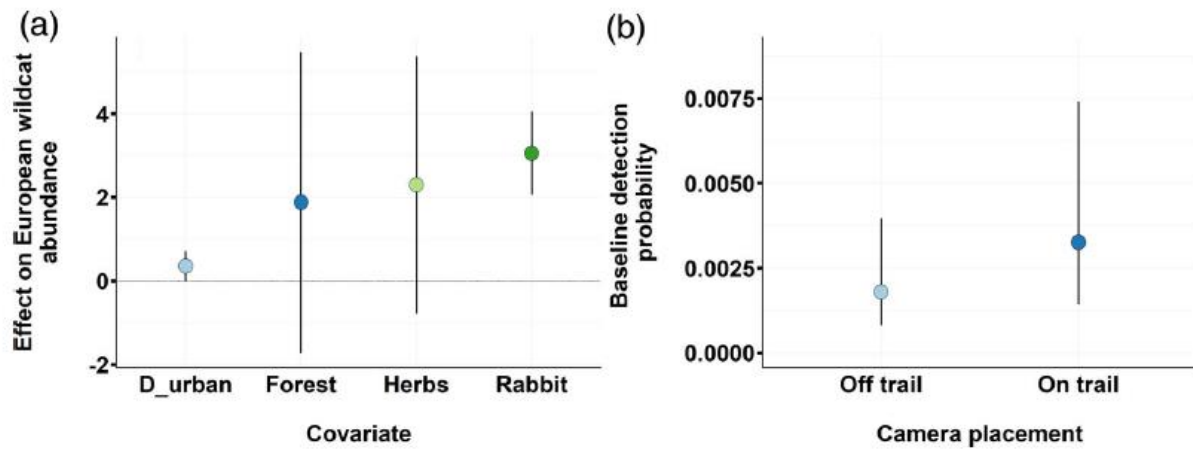 (a)
Effect on European wildcat
abundance
4
2
0
-2
D_urban Forest Herbs Rabbit
Covariate
(b)
Baseline detection
probability
0.0075
0.0050
0.0025
0.0000
Off trail On trail
Camera placement